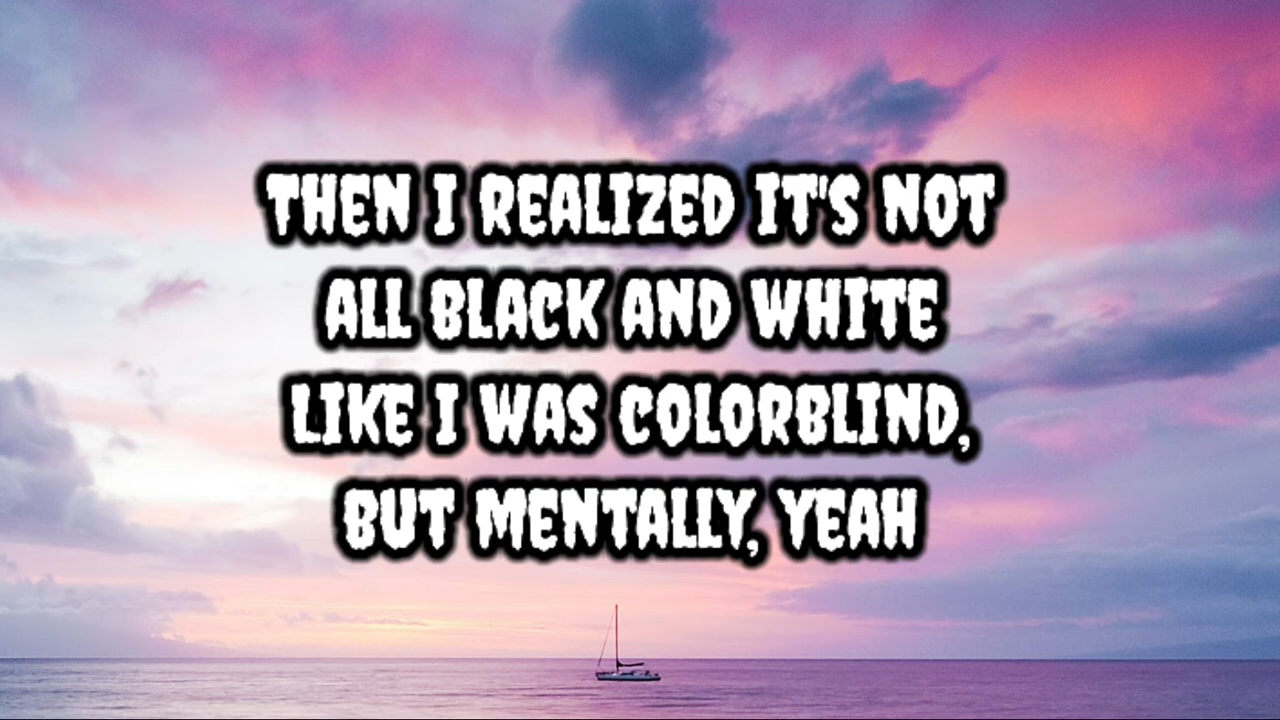 THEN I REALIZED IT'S NOT
ALL BLACK AND WHITE
LIKE I WAS COLORBLIND,
BUT MENTALLY, YEAH